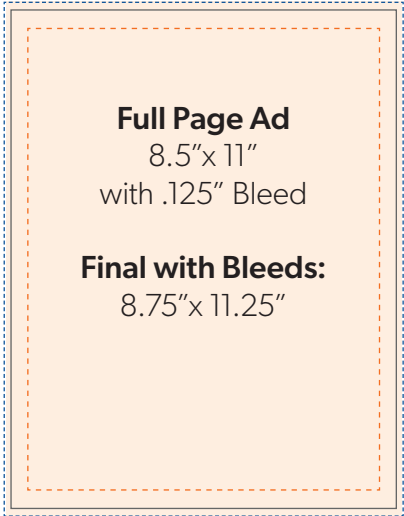 Full Page Ad
8.5”x 11”
with .125” Bleed
Final with Bleeds:
8.75”x 11.25”